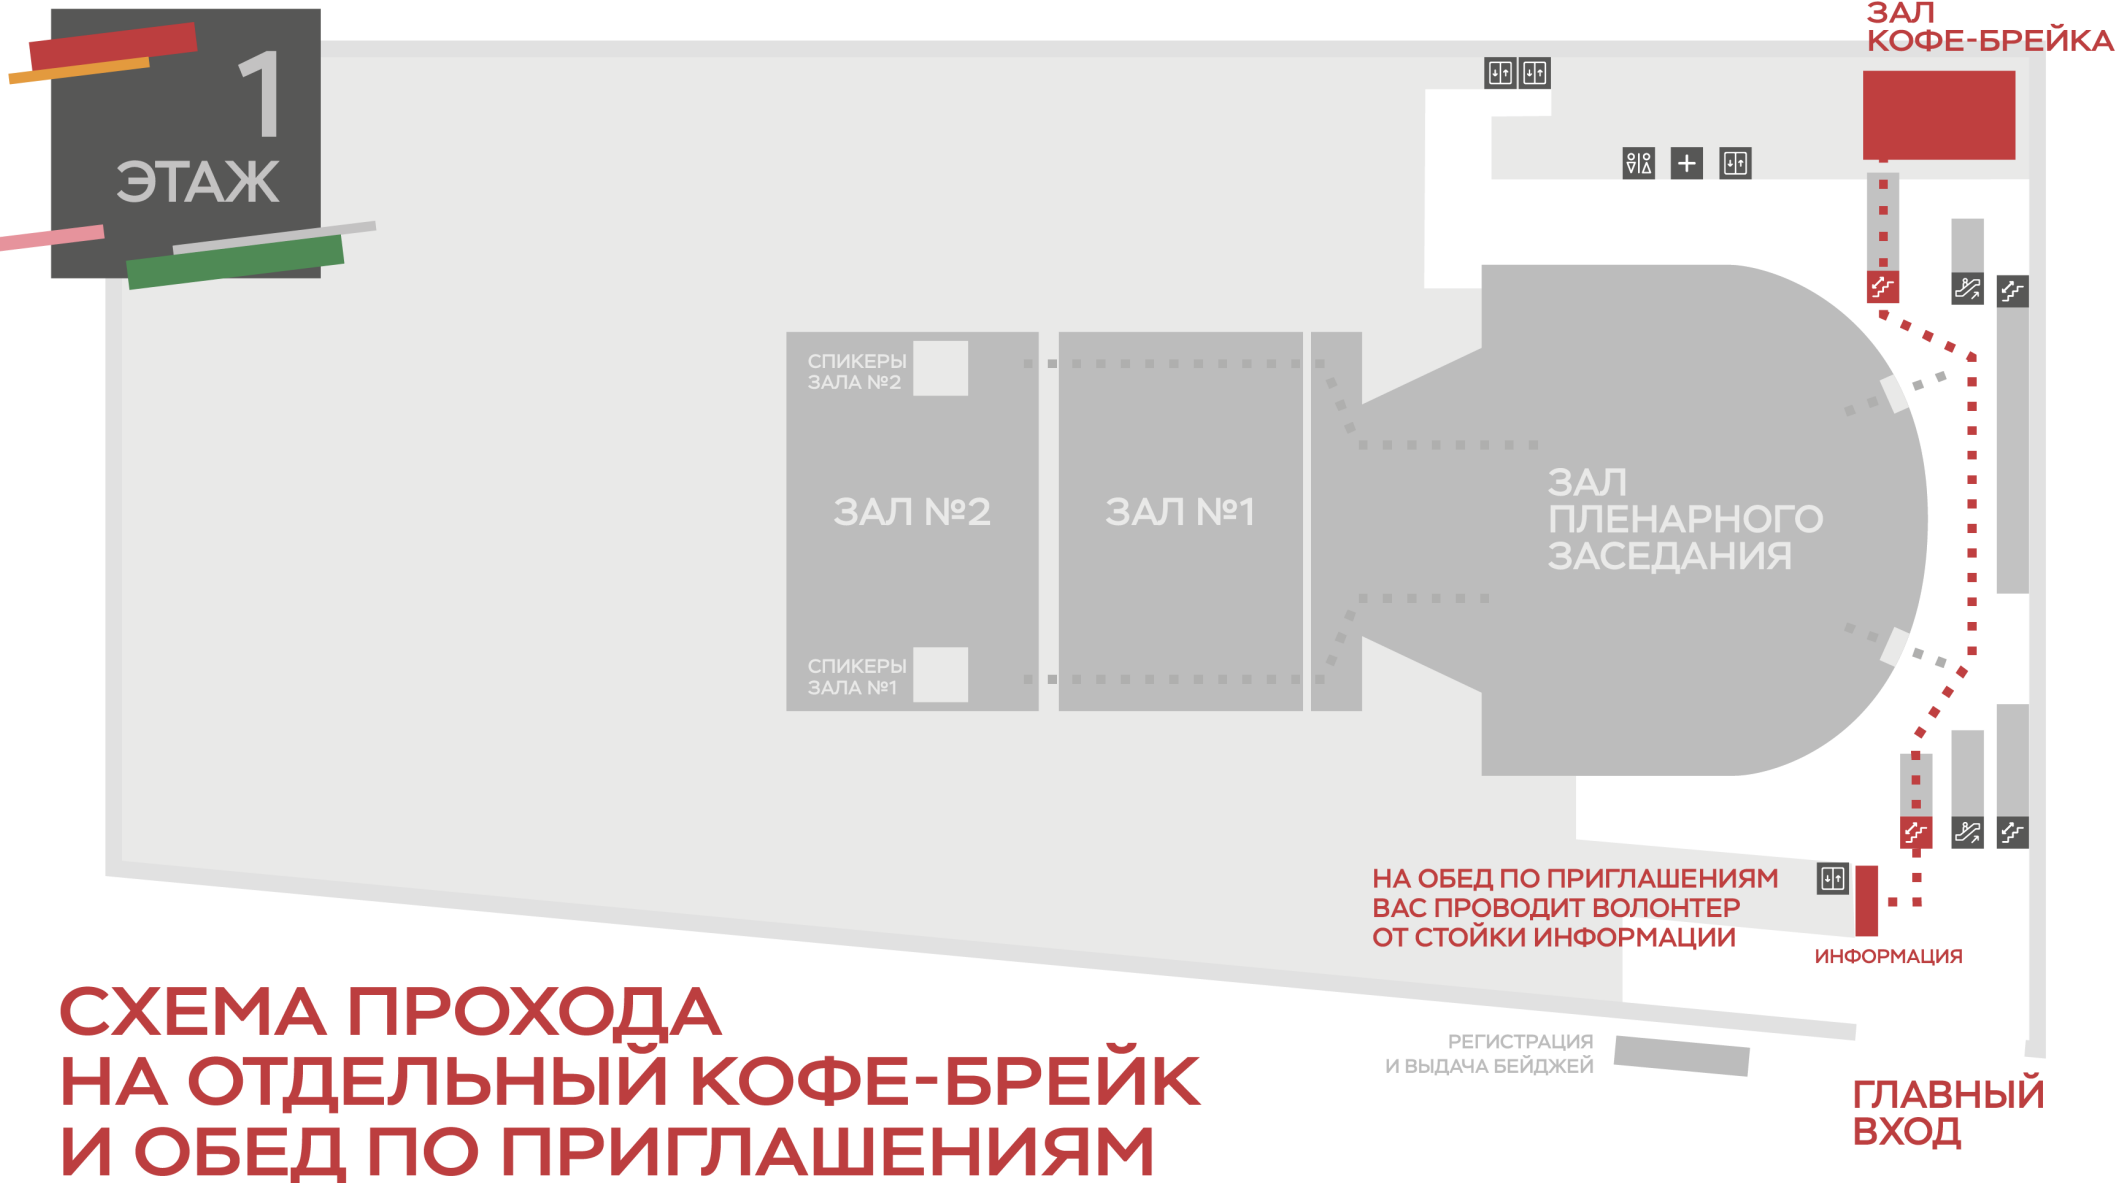 ЗАЛ
КОФЕ-БРЕЙКА
1
ЭТАЖ
СПИКЕРЫ
ЗАЛА №2
ЗАЛ №2
ЗАЛ №1
ЗАЛ
ПЛЕНАРНОГО
ЗАСЕДАНИЯ
СПИКЕРЫ
ЗАЛА №1
НА ОБЕД ПО ПРИГЛАШЕНИЯМ
ВАС ПРОВОДИТ ВОЛОНТЕР
ОТ СТОЙКИ ИНФОРМАЦИИ
ИНФОРМАЦИЯ
СХЕМА ПРОХОДА
НА ОТДЕЛЬНЫЙ КОФЕ-БРЕЙК
И ОБЕД ПО ПРИГЛАШЕНИЯМ
РЕГИСТРАЦИЯ
И ВЫДАЧА БЕЙДЖЕЙ
ГЛАВНЫЙ
ВХОД